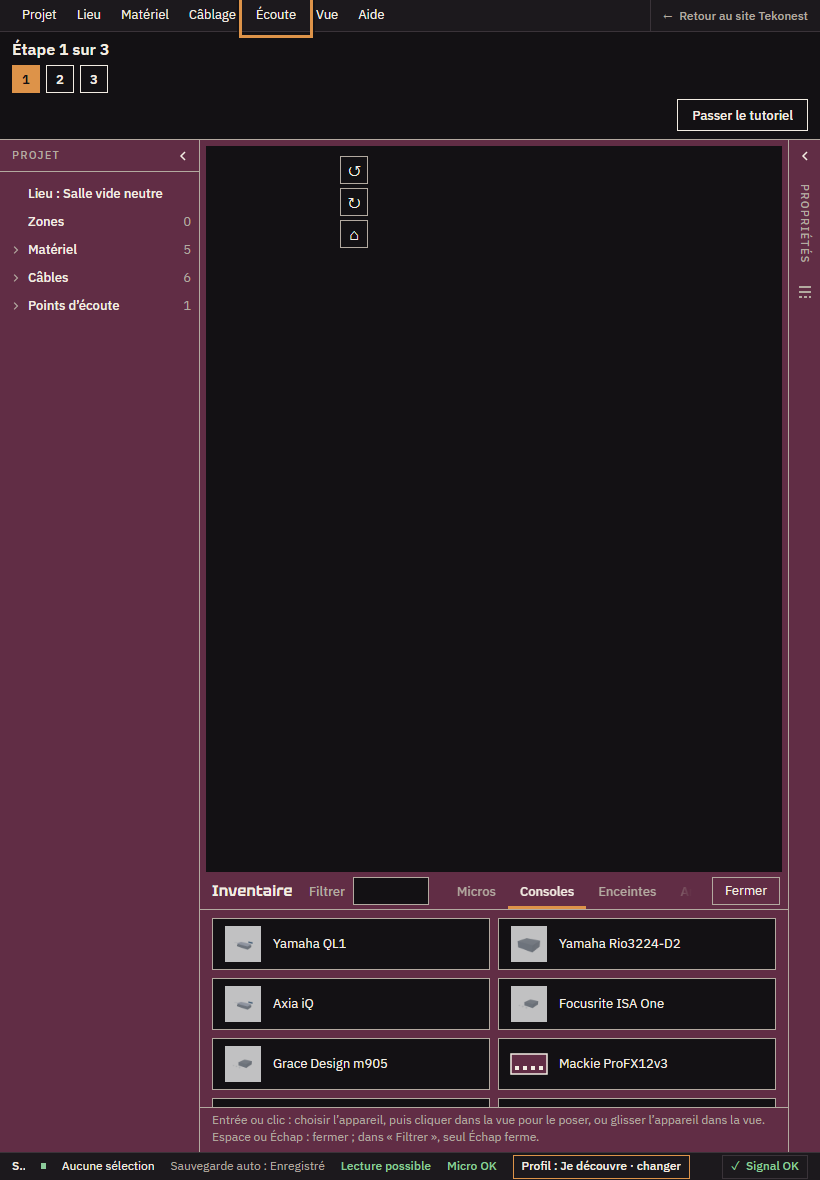 Projet Lieu Matériel Câblage Écoute Vue Aide ← Retour au site Tekonest
Étape 1 sur 3
1 2 3
Passer le tutoriel
PROJET
Lieu : Salle vide neutre
Zones 0
Matériel 5
Câbles 6
Points d’écoute 1
PROPRIÉTÉS
Inventaire Filtrer Micros Consoles Enceintes Fermer
Yamaha QL1 Yamaha Rio3224-D2
Axia iQ Focusrite ISA One
Grace Design m905 Mackie ProFX12v3
Entrée ou clic : choisir l’appareil, puis cliquer dans la vue pour le poser, ou glisser l’appareil dans la vue.
Espace ou Échap : fermer ; dans « Filtrer », seul Échap ferme.
S.. Aucune sélection Sauvegarde auto : Enregistré Lecture possible Micro OK Profil : Je découvre · changer ✓ Signal OK